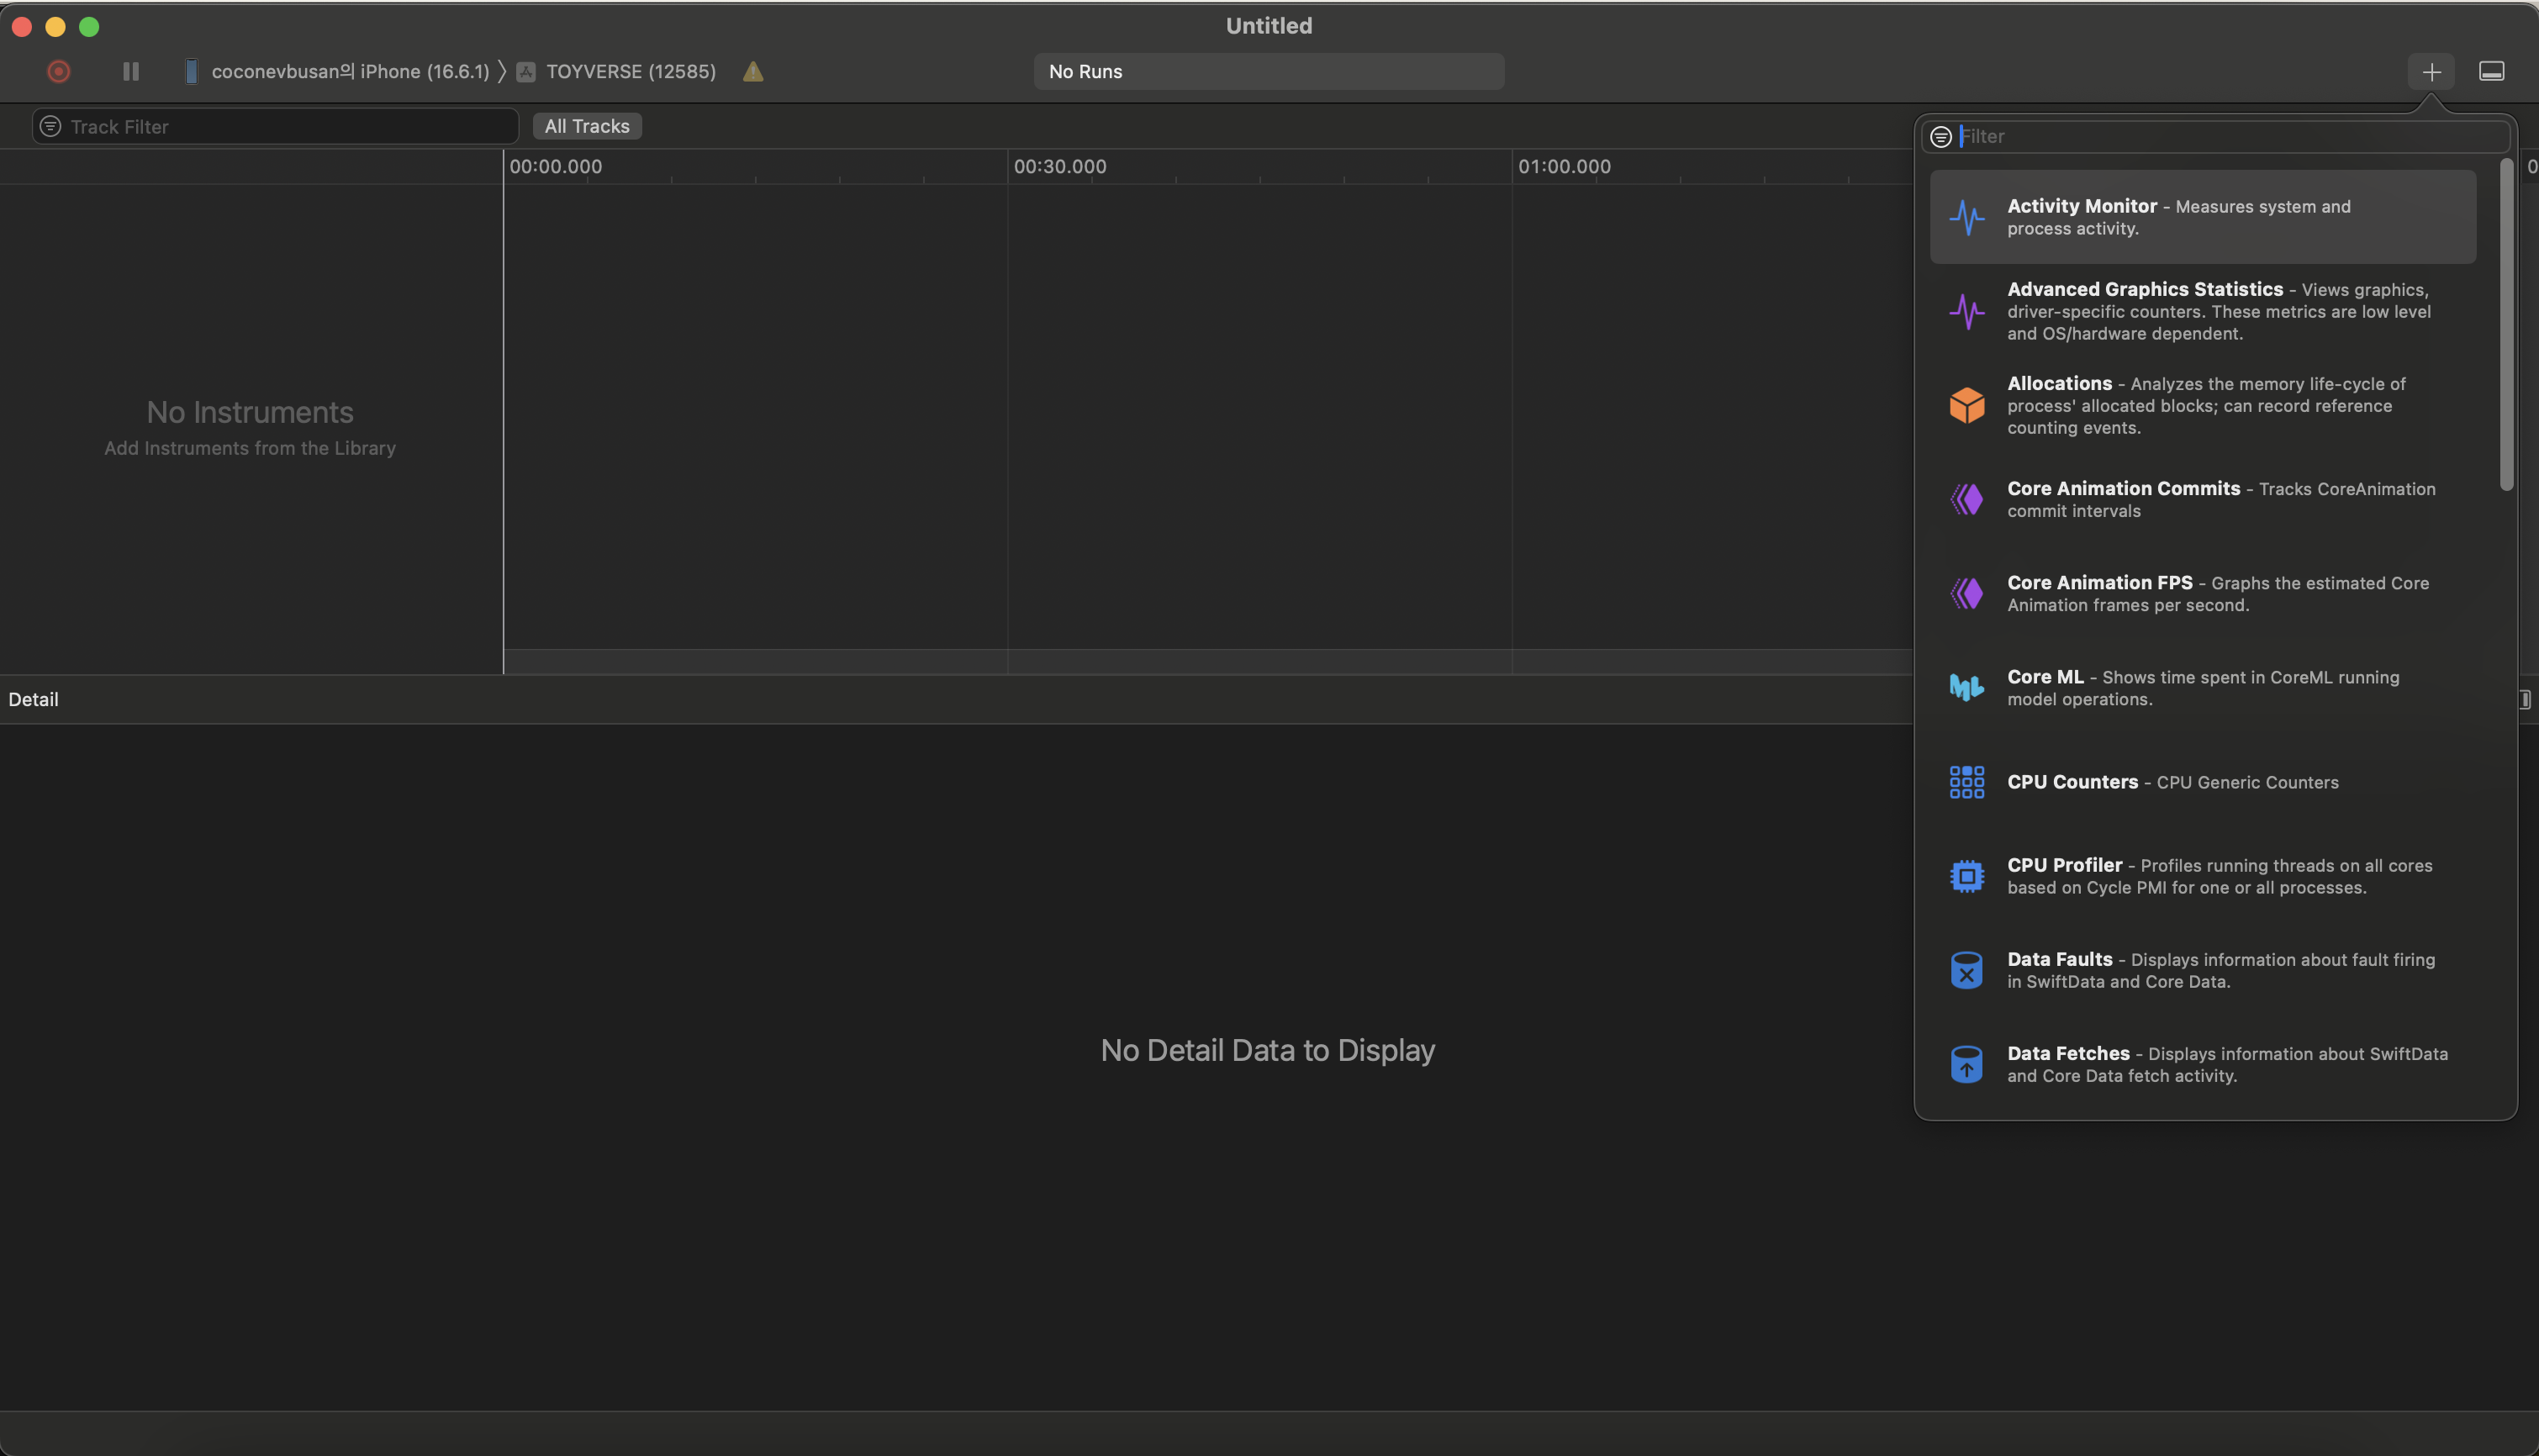 Untitled
coconevbusan의 iPhone (16.6.1) 〉 TOYVERSE (12585)
No Runs
Track Filter
All Tracks
00:00.000
00:30.000
01:00.000
0
No Instruments
Add Instruments from the Library
Detail
No Detail Data to Display
Filter
Activity Monitor - Measures system and
process activity.
Advanced Graphics Statistics - Views graphics,
driver-specific counters. These metrics are low level
and OS/hardware dependent.
Allocations - Analyzes the memory life-cycle of
process' allocated blocks; can record reference
counting events.
Core Animation Commits - Tracks CoreAnimation
commit intervals
Core Animation FPS - Graphs the estimated Core
Animation frames per second.
Core ML - Shows time spent in CoreML running
model operations.
CPU Counters - CPU Generic Counters
CPU Profiler - Profiles running threads on all cores
based on Cycle PMI for one or all processes.
Data Faults - Displays information about fault firing
in SwiftData and Core Data.
Data Fetches - Displays information about SwiftData
and Core Data fetch activity.